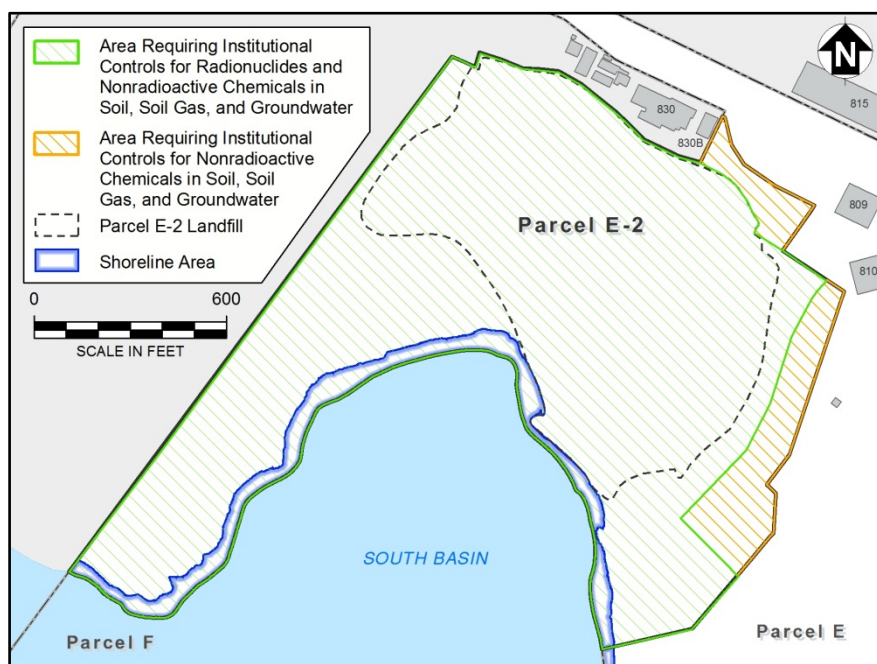 Area Requiring Institutional
Controls for Radionuclides and
Nonradioactive Chemicals in
Soil, Soil Gas, and Groundwater
Area Requiring Institutional
Controls for Nonradioactive
Chemicals in Soil, Soil
Gas, and Groundwater
Parcel E-2 Landfill
Shoreline Area
0 600
SCALE IN FEET
N
815
830
830B
809
810
Parcel E-2
SOUTH BASIN
Parcel F
Parcel E